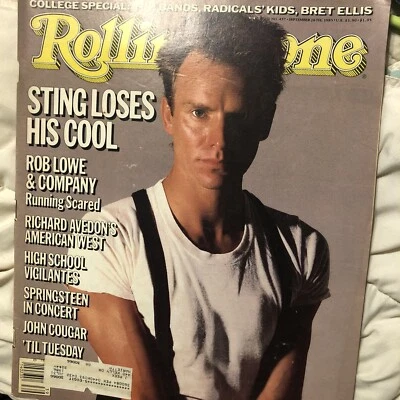 COLLEGE SPECIAL: BANDS, RADICALS' KIDS, BRET ELLIS
Rolling Stone
STING LOSES
HIS COOL
ROB LOWE
& COMPANY
Running Scared
RICHARD AVEDON'S
AMERICAN WEST
HIGH SCHOOL
VIGILANTES
SPRINGSTEEN
IN CONCERT
JOHN COUGAR
'TIL TUESDAY